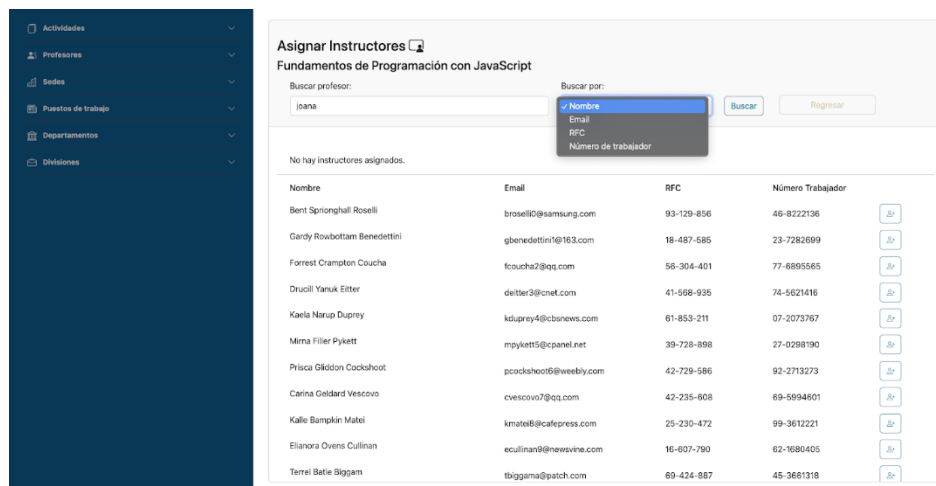 Actividades
Profesores
Sedes
Puestos de trabajo
Departamentos
Divisiones
Asignar Instructores
Fundamentos de Programación con JavaScript
Buscar profesor: Buscar por:
joana ✓ Nombre Buscar Regresar
Email
RFC
Número de trabajador
No hay instructores asignados.
Nombre Email RFC Número Trabajador
Bent Sprionghall Roselli broselli0@samsung.com 93-129-856 46-8222136
Gardy Rowbottam Benedettini gbenedettini1@163.com 18-487-585 23-7282699
Forrest Crampton Coucha fcoucha2@qq.com 56-304-401 77-6895565
Drucill Yanuk Eitter deitter3@cnet.com 41-568-935 74-5621416
Kaela Narup Duprey kduprey4@cbsnews.com 61-853-211 07-2073767
Mirna Filler Pykett mpykett5@cpanel.net 39-728-898 27-0298190
Prisca Gliddon Cockshoot pcockshoot6@weebly.com 42-729-586 92-2713273
Carina Geldard Vescovo cvescovo7@qq.com 42-235-608 69-5994601
Kalle Bampkin Matei kmatei8@cafepress.com 25-230-472 99-3612221
Elianora Ovens Cullinan ecullinan9@newsvine.com 16-607-790 62-1680405
Terrel Batie Biggam tbiggama@patch.com 69-424-887 45-3661318